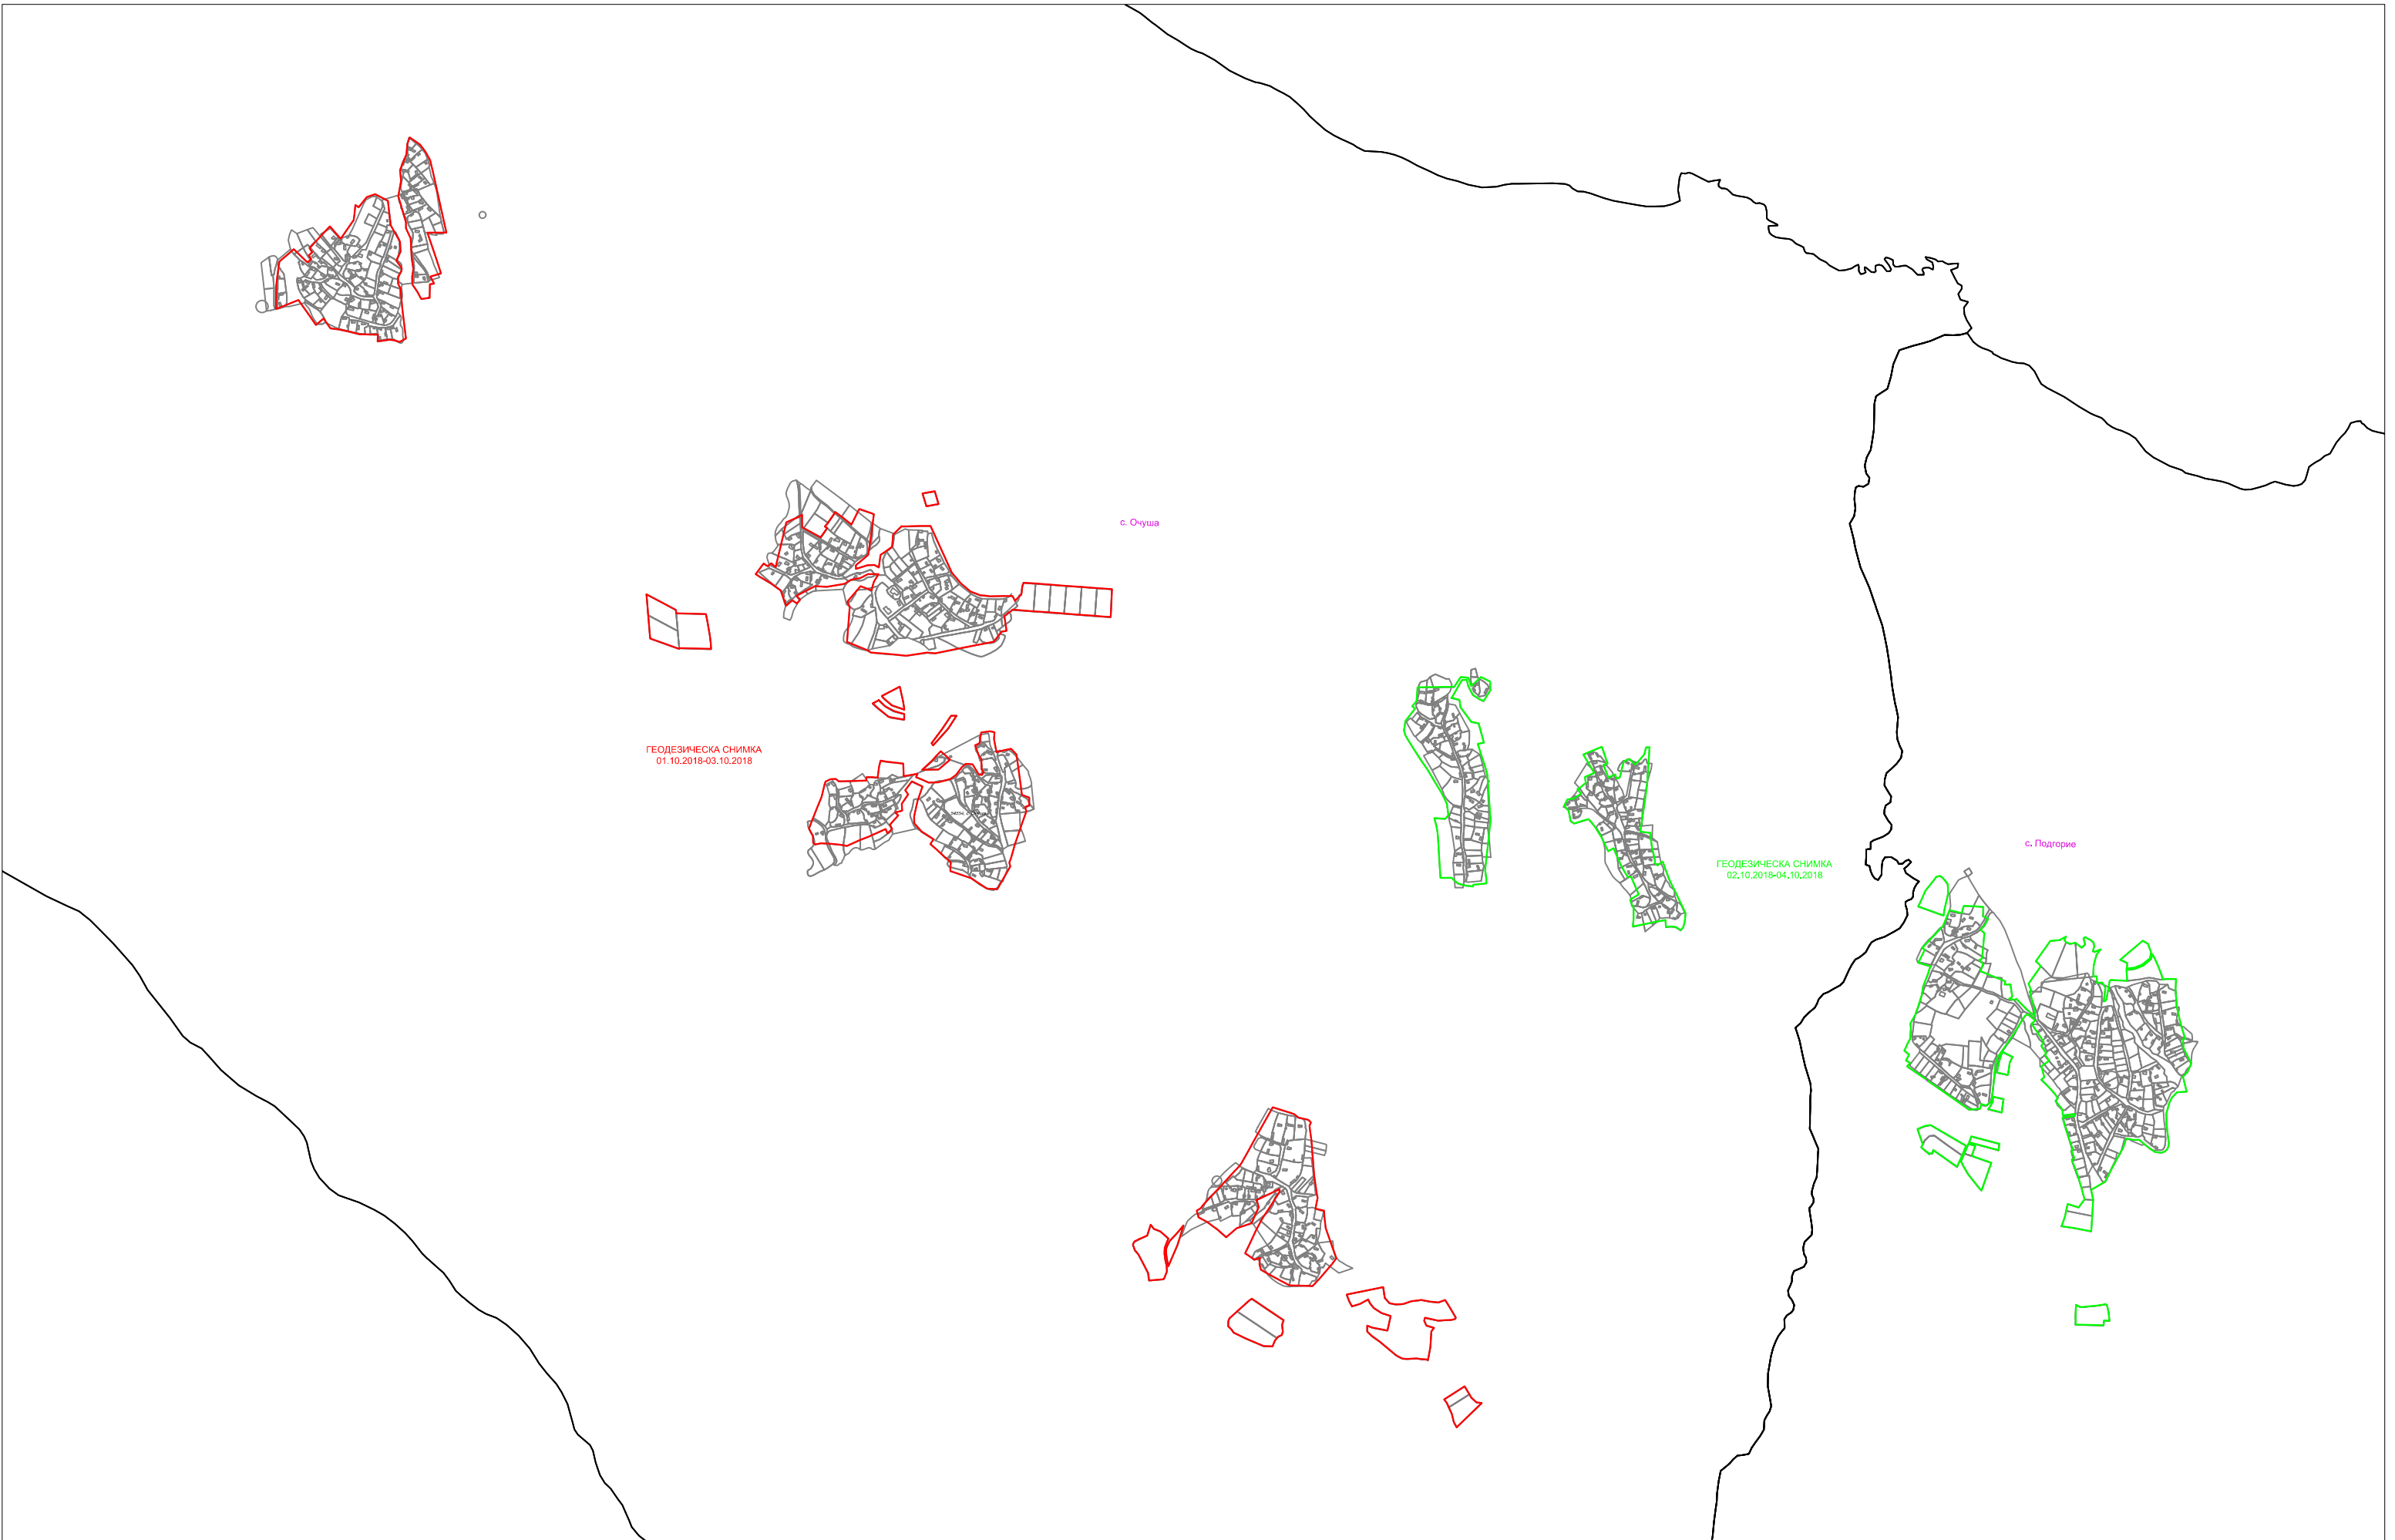 с. Очуша
ГЕОДЕЗИЧЕСКА СНИМКА
01.10.2018-03.10.2018
с. Подгорие
ГЕОДЕЗИЧЕСКА СНИМКА
02.10.2018-04.10.2018